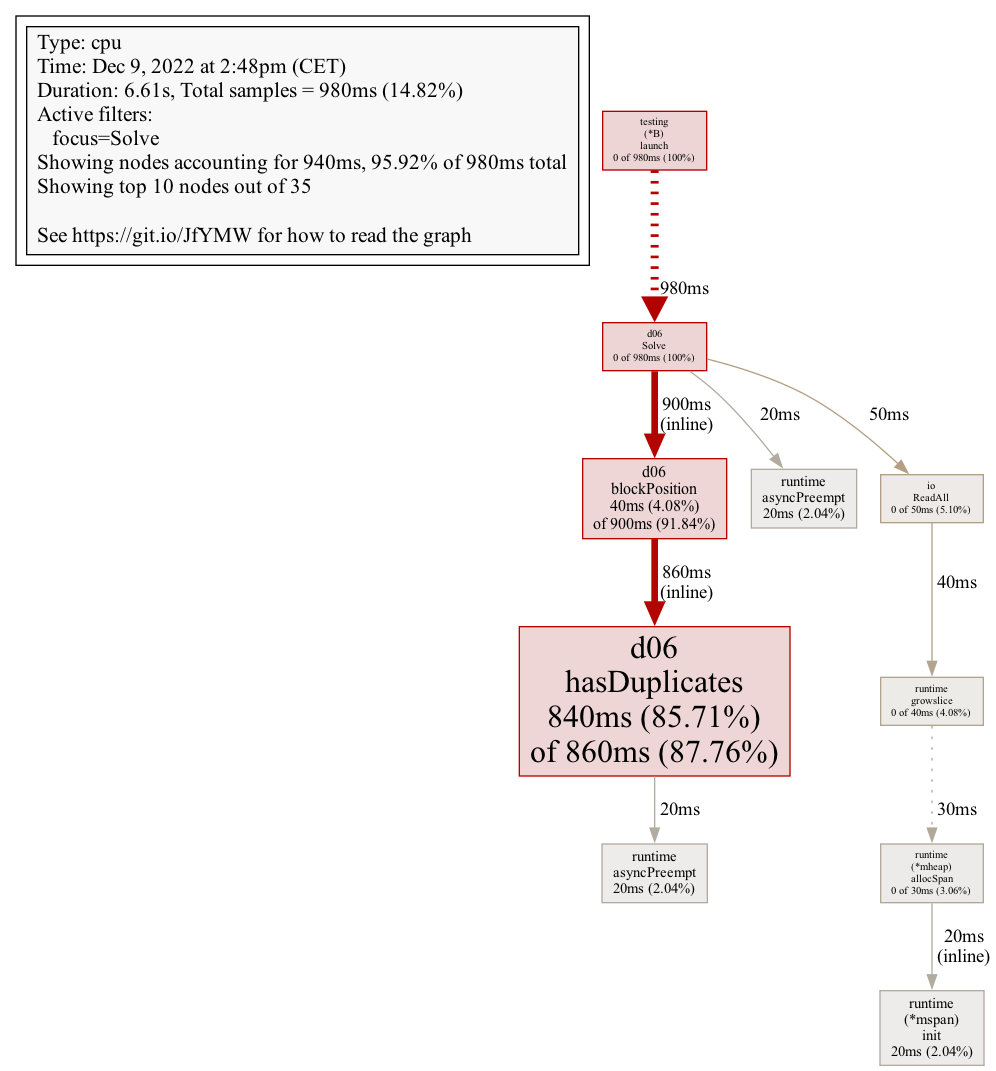 Type: cpu
Time: Dec 9, 2022 at 2:48pm (CET)
Duration: 6.61s, Total samples = 980ms (14.82%)
Active filters:
focus=Solve
Showing nodes accounting for 940ms, 95.92% of 980ms total
Showing top 10 nodes out of 35
See https://git.io/JfYMW for how to read the graph
testing
(*B)
launch
0 of 980ms (100%)
980ms
d06
Solve
0 of 980ms (100%)
900ms
(inline)
20ms
50ms
d06
blockPosition
40ms (4.08%)
of 900ms (91.84%)
runtime
asyncPreempt
20ms (2.04%)
io
ReadAll
0 of 50ms (5.10%)
860ms
(inline)
40ms
d06
hasDuplicates
840ms (85.71%)
of 860ms (87.76%)
runtime
growslice
0 of 40ms (4.08%)
20ms
30ms
runtime
asyncPreempt
20ms (2.04%)
runtime
(*mheap)
allocSpan
0 of 30ms (3.06%)
20ms
(inline)
runtime
(*mspan)
init
20ms (2.04%)